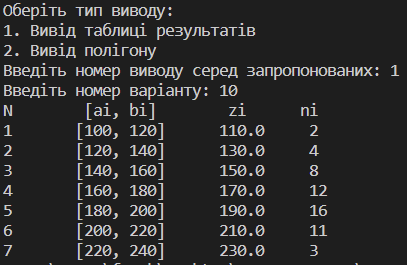 Оберіть тип виводу:
1. Вивід таблиці результатів
2. Вивід полігону
Введіть номер виводу серед запропонованих: 1
Введіть номер варіанту: 10
N [ai, bi] zi ni
1 [100, 120] 110.0 2
2 [120, 140] 130.0 4
3 [140, 160] 150.0 8
4 [160, 180] 170.0 12
5 [180, 200] 190.0 16
6 [200, 220] 210.0 11
7 [220, 240] 230.0 3